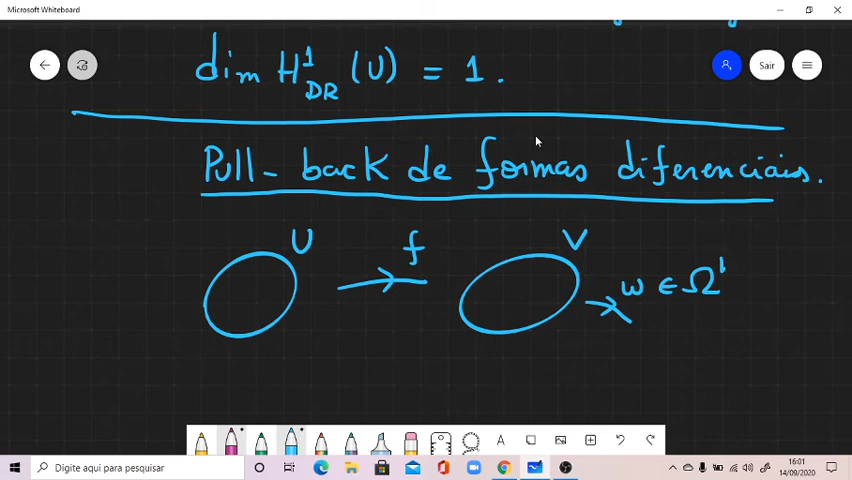 Microsoft Whiteboard
Sair
dim H¹_DR (U) = 1.
Pull-back de formas diferenciais.
U f V
w ∈ Ω¹
Digite aqui para pesquisar
16:01
14/09/2020